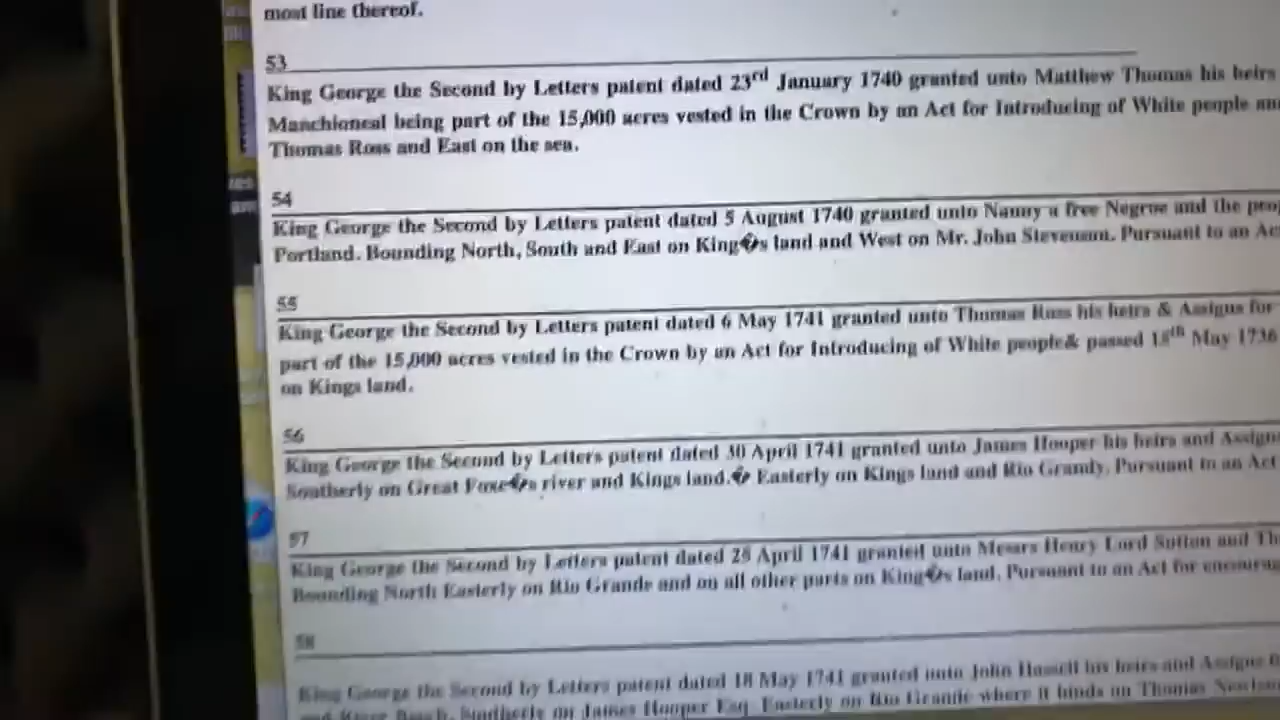 most line thereof.
53
King George the Second by Letters patent dated 23rd January 1740 granted unto Matthew Thomas his heirs
Manchioneal being part of the 15,000 acres vested in the Crown by an Act for Introducing of White people
Thomas Ross and East on the sea.
54
King George the Second by Letters patent dated 5 August 1740 granted unto Nanny a free Negroe and the
Portland. Bounding North, South and East on King�s land and West on Mr. John Stevenson. Pursuant to an
55
King George the Second by Letters patent dated 6 May 1741 granted unto Thomas Ross his heirs & Assigns for
part of the 15,000 acres vested in the Crown by an Act for Introducing of White people& passed 18th May 1736
on Kings land.
56
King George the Second by Letters patent dated 30 April 1741 granted unto James Hooper his heirs and
Southerly on Great Foxe�s river and Kings land.� Easterly on Kings land and Rio Grandy. Pursuant to an Act
57
King George the Second by Letters patent dated 28 April 1741 granted unto Messrs Henry Lord Sutton and
Bounding North Easterly on Rio Grande and on all other parts on King�s land. Pursuant to an Act for
58
King George the Second by Letters patent dated 18 May 1741 granted unto John his heirs and Assigns
Southerly on James Hooper Esq. Easterly on Rio Grande where it binds on Thomas